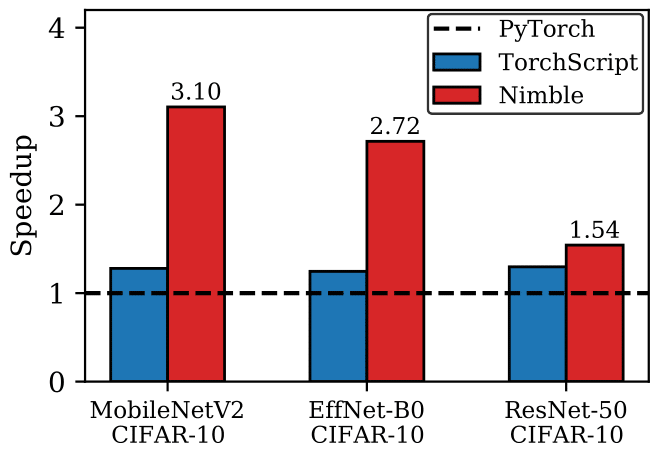 PyTorch
TorchScript
Nimble
Speedup
4
3
2
1
0
3.10
2.72
1.54
MobileNetV2
CIFAR-10
EffNet-B0
CIFAR-10
ResNet-50
CIFAR-10